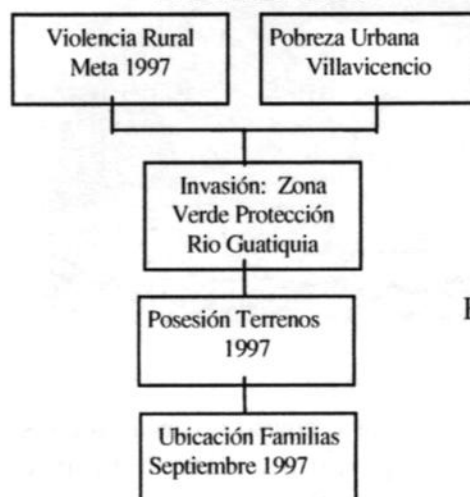 Violencia Rural
Meta 1997
Pobreza Urbana
Villavicencio
Invasión: Zona
Verde Protección
Rio Guatiquia
Posesión Terrenos
1997
Ubicación Familias
Septiembre 1997